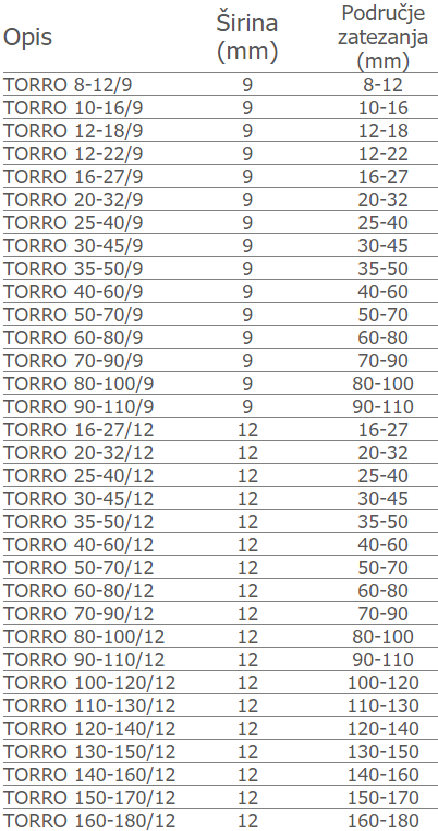 Opis Širina (mm) Područje zatezanja (mm)
TORRO 8-12/9 9 8-12
TORRO 10-16/9 9 10-16
TORRO 12-18/9 9 12-18
TORRO 12-22/9 9 12-22
TORRO 16-27/9 9 16-27
TORRO 20-32/9 9 20-32
TORRO 25-40/9 9 25-40
TORRO 30-45/9 9 30-45
TORRO 35-50/9 9 35-50
TORRO 40-60/9 9 40-60
TORRO 50-70/9 9 50-70
TORRO 60-80/9 9 60-80
TORRO 70-90/9 9 70-90
TORRO 80-100/9 9 80-100
TORRO 90-110/9 9 90-110
TORRO 16-27/12 12 16-27
TORRO 20-32/12 12 20-32
TORRO 25-40/12 12 25-40
TORRO 30-45/12 12 30-45
TORRO 35-50/12 12 35-50
TORRO 40-60/12 12 40-60
TORRO 50-70/12 12 50-70
TORRO 60-80/12 12 60-80
TORRO 70-90/12 12 70-90
TORRO 80-100/12 12 80-100
TORRO 90-110/12 12 90-110
TORRO 100-120/12 12 100-120
TORRO 110-130/12 12 110-130
TORRO 120-140/12 12 120-140
TORRO 130-150/12 12 130-150
TORRO 140-160/12 12 140-160
TORRO 150-170/12 12 150-170
TORRO 160-180/12 12 160-180